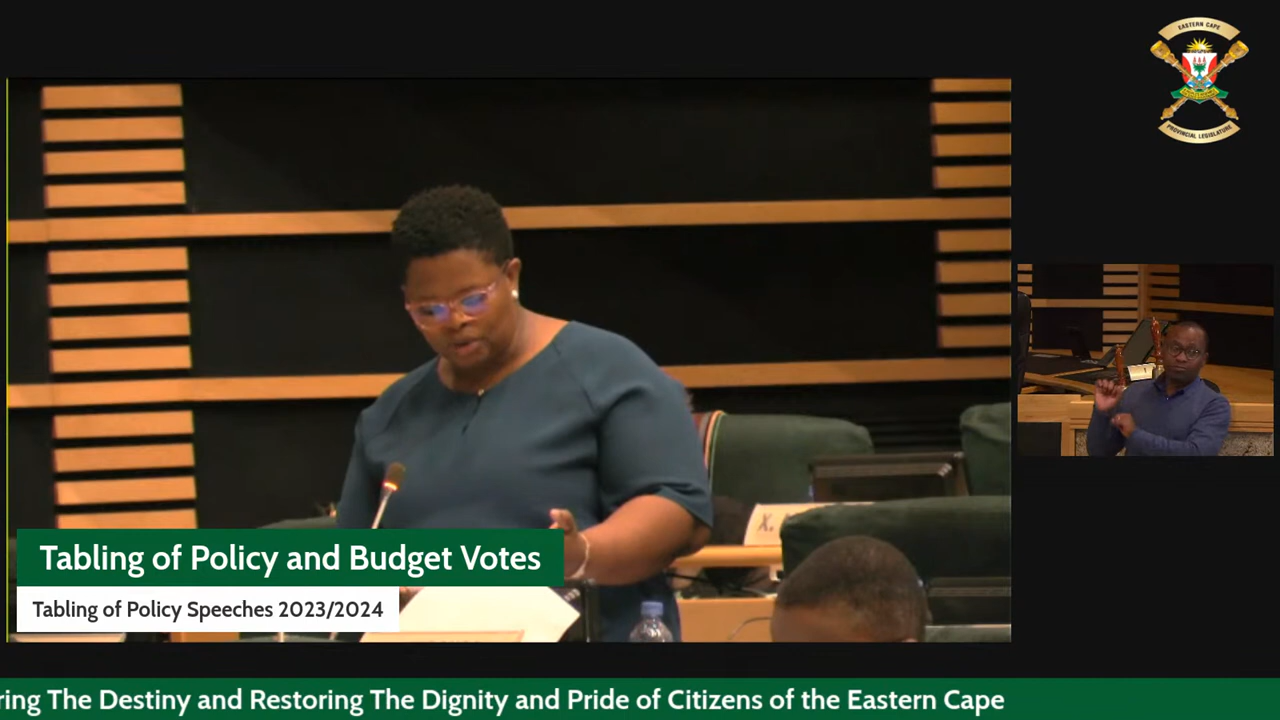 EASTERN CAPE
PROVINCIAL LEGISLATURE
X.
Tabling of Policy and Budget Votes
Tabling of Policy Speeches 2023/2024
ring The Destiny and Restoring The Dignity and Pride of Citizens of the Eastern Cape